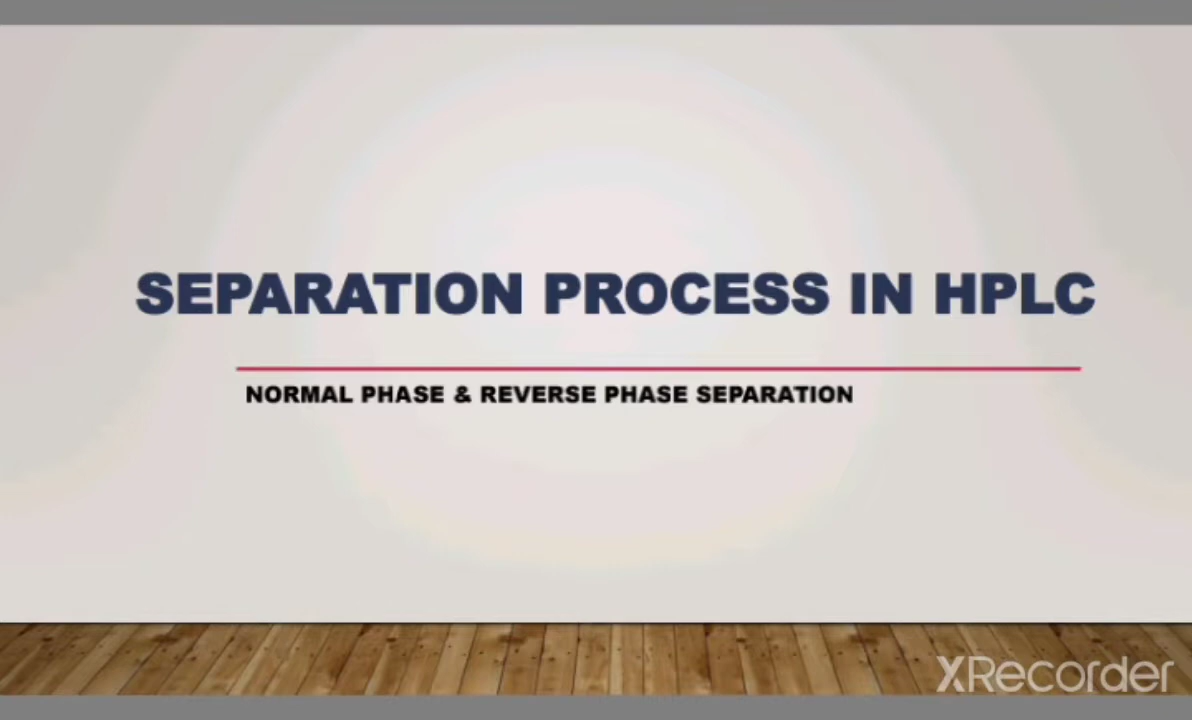 SEPARATION PROCESS IN HPLC
NORMAL PHASE & REVERSE PHASE SEPARATION
XRecorder